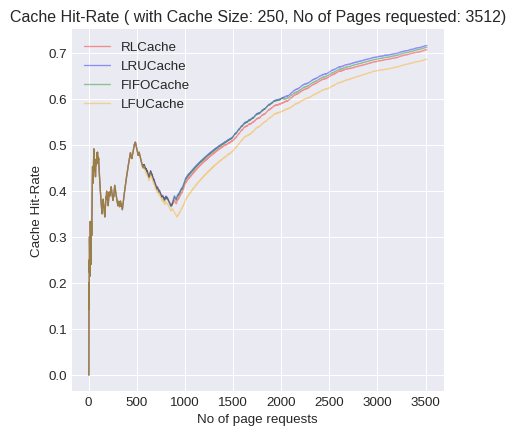 Cache Hit-Rate ( with Cache Size: 250, No of Pages requested: 3512)
RLCache
LRUCache
FIFOCache
LFUCache
Cache Hit-Rate
0.7
0.6
0.5
0.4
0.3
0.2
0.1
0.0
0 500 1000 1500 2000 2500 3000 3500
No of page requests